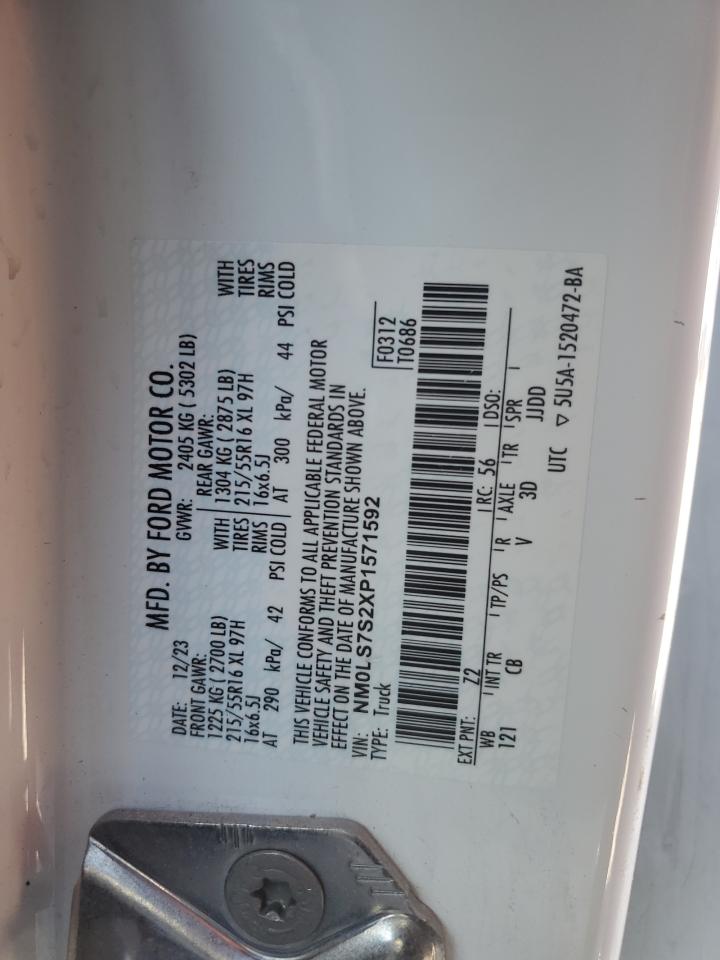 MFD. BY FORD MOTOR CO.
DATE: 12/23 GVWR: 2405 KG ( 5302 LB)
FRONT GAWR: REAR GAWR:
1225 KG ( 2700 LB) WITH 1304 KG ( 2875 LB) WITH
215/55R16 XL 97H TIRES 215/55R16 XL 97H TIRES
16x6.5J RIMS 16x6.5J RIMS
AT 290 kPa/ 42 PSI COLD AT 300 kPa/ 44 PSI COLD
THIS VEHICLE CONFORMS TO ALL APPLICABLE FEDERAL MOTOR
VEHICLE SAFETY AND THEFT PREVENTION STANDARDS IN
EFFECT ON THE DATE OF MANUFACTURE SHOWN ABOVE.
VIN: NM0LS7S2XP1571592 F0312
TYPE: Truck T0686
EXT PNT: Z2 RC: 56 DSO:
WB INT TR TP/PS R AXLE TR SPR
121 CB V 3D JJDD
UTC ▽ 5U5A-1520472-BA